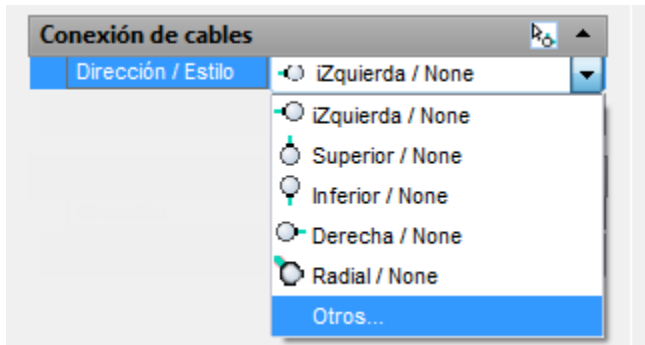 Conexión de cables
Dirección / Estilo iZquierda / None
iZquierda / None
Superior / None
Inferior / None
Derecha / None
Radial / None
Otros...